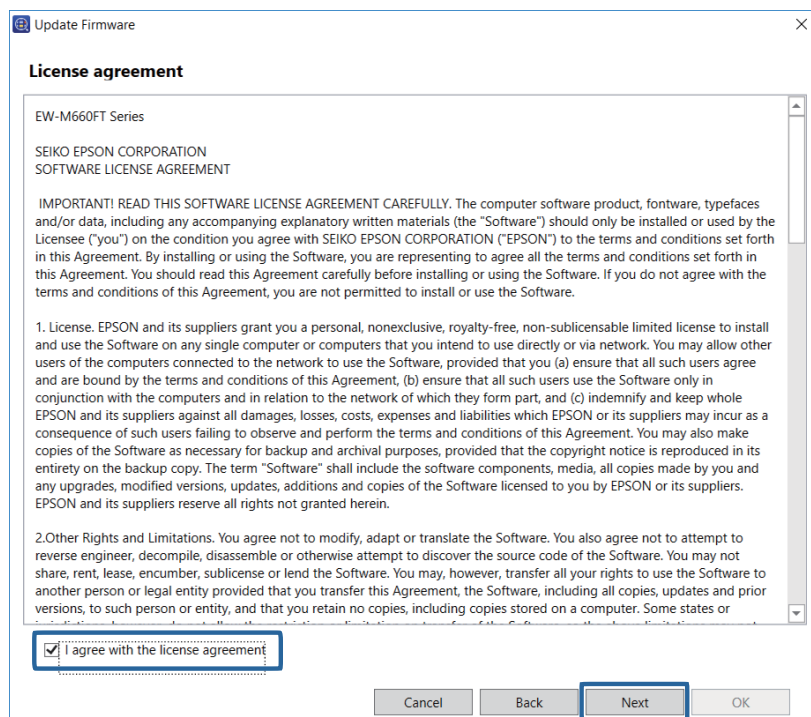 Update Firmware
License agreement
EW-M660FT Series
SEIKO EPSON CORPORATION
SOFTWARE LICENSE AGREEMENT
IMPORTANT! READ THIS SOFTWARE LICENSE AGREEMENT CAREFULLY. The computer software product, fontware, typefaces
and/or data, including any accompanying explanatory written materials (the "Software") should only be installed or used by the
Licensee ("you") on the condition you agree with SEIKO EPSON CORPORATION ("EPSON") to the terms and conditions set forth
in this Agreement. By installing or using the Software, you are representing to agree all the terms and conditions set forth in
this Agreement. You should read this Agreement carefully before installing or using the Software. If you do not agree with the
terms and conditions of this Agreement, you are not permitted to install or use the Software.
1. License. EPSON and its suppliers grant you a personal, nonexclusive, royalty-free, non-sublicensable limited license to install
and use the Software on any single computer or computers that you intend to use directly or via network. You may allow other
users of the computers connected to the network to use the Software, provided that you (a) ensure that all such users agree
and are bound by the terms and conditions of this Agreement, (b) ensure that all such users use the Software only in
conjunction with the computers and in relation to the network of which they form part, and (c) indemnify and keep whole
EPSON and its suppliers against all damages, losses, costs, expenses and liabilities which EPSON or its suppliers may incur as a
consequence of such users failing to observe and perform the terms and conditions of this Agreement. You may also make
copies of the Software as necessary for backup and archival purposes, provided that the copyright notice is reproduced in its
entirety on the backup copy. The term "Software" shall include the software components, media, all copies made by you and
any upgrades, modified versions, updates, additions and copies of the Software licensed to you by EPSON or its suppliers.
EPSON and its suppliers reserve all rights not granted herein.
2.Other Rights and Limitations. You agree not to modify, adapt or translate the Software. You also agree not to attempt to
reverse engineer, decompile, disassemble or otherwise attempt to discover the source code of the Software. You may not
share, rent, lease, encumber, sublicense or lend the Software. You may, however, transfer all your rights to use the Software to
another person or legal entity provided that you transfer this Agreement, the Software, including all copies, updates and prior
versions, to such person or entity, and that you retain no copies, including copies stored on a computer. Some states or
I agree with the license agreement
Cancel
Back
Next
OK